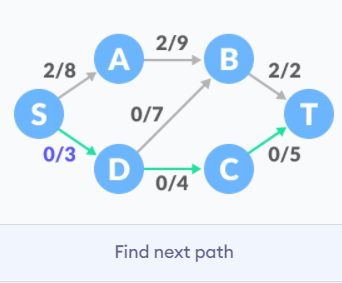 2/9
A B
2/8 2/2
S 0/7 T
0/3 0/5
D C
0/4
Find next path